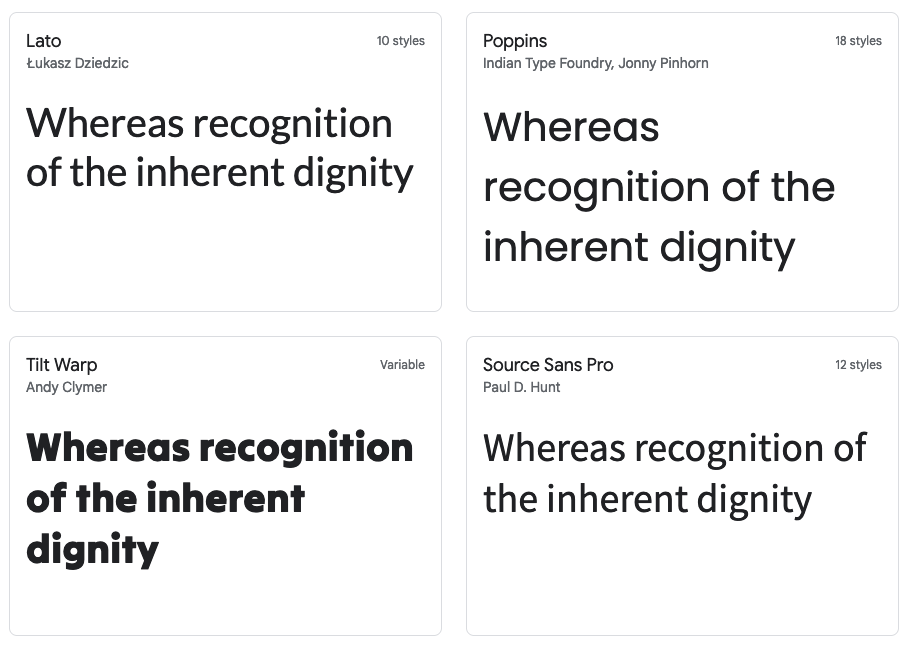 Lato
10 styles
Łukasz Dziedzic
Whereas recognition
of the inherent dignity
Poppins
18 styles
Indian Type Foundry, Jonny Pinhorn
Whereas
recognition of the
inherent dignity
Tilt Warp
Variable
Andy Clymer
Whereas recognition
of the inherent
dignity
Source Sans Pro
12 styles
Paul D. Hunt
Whereas recognition of
the inherent dignity